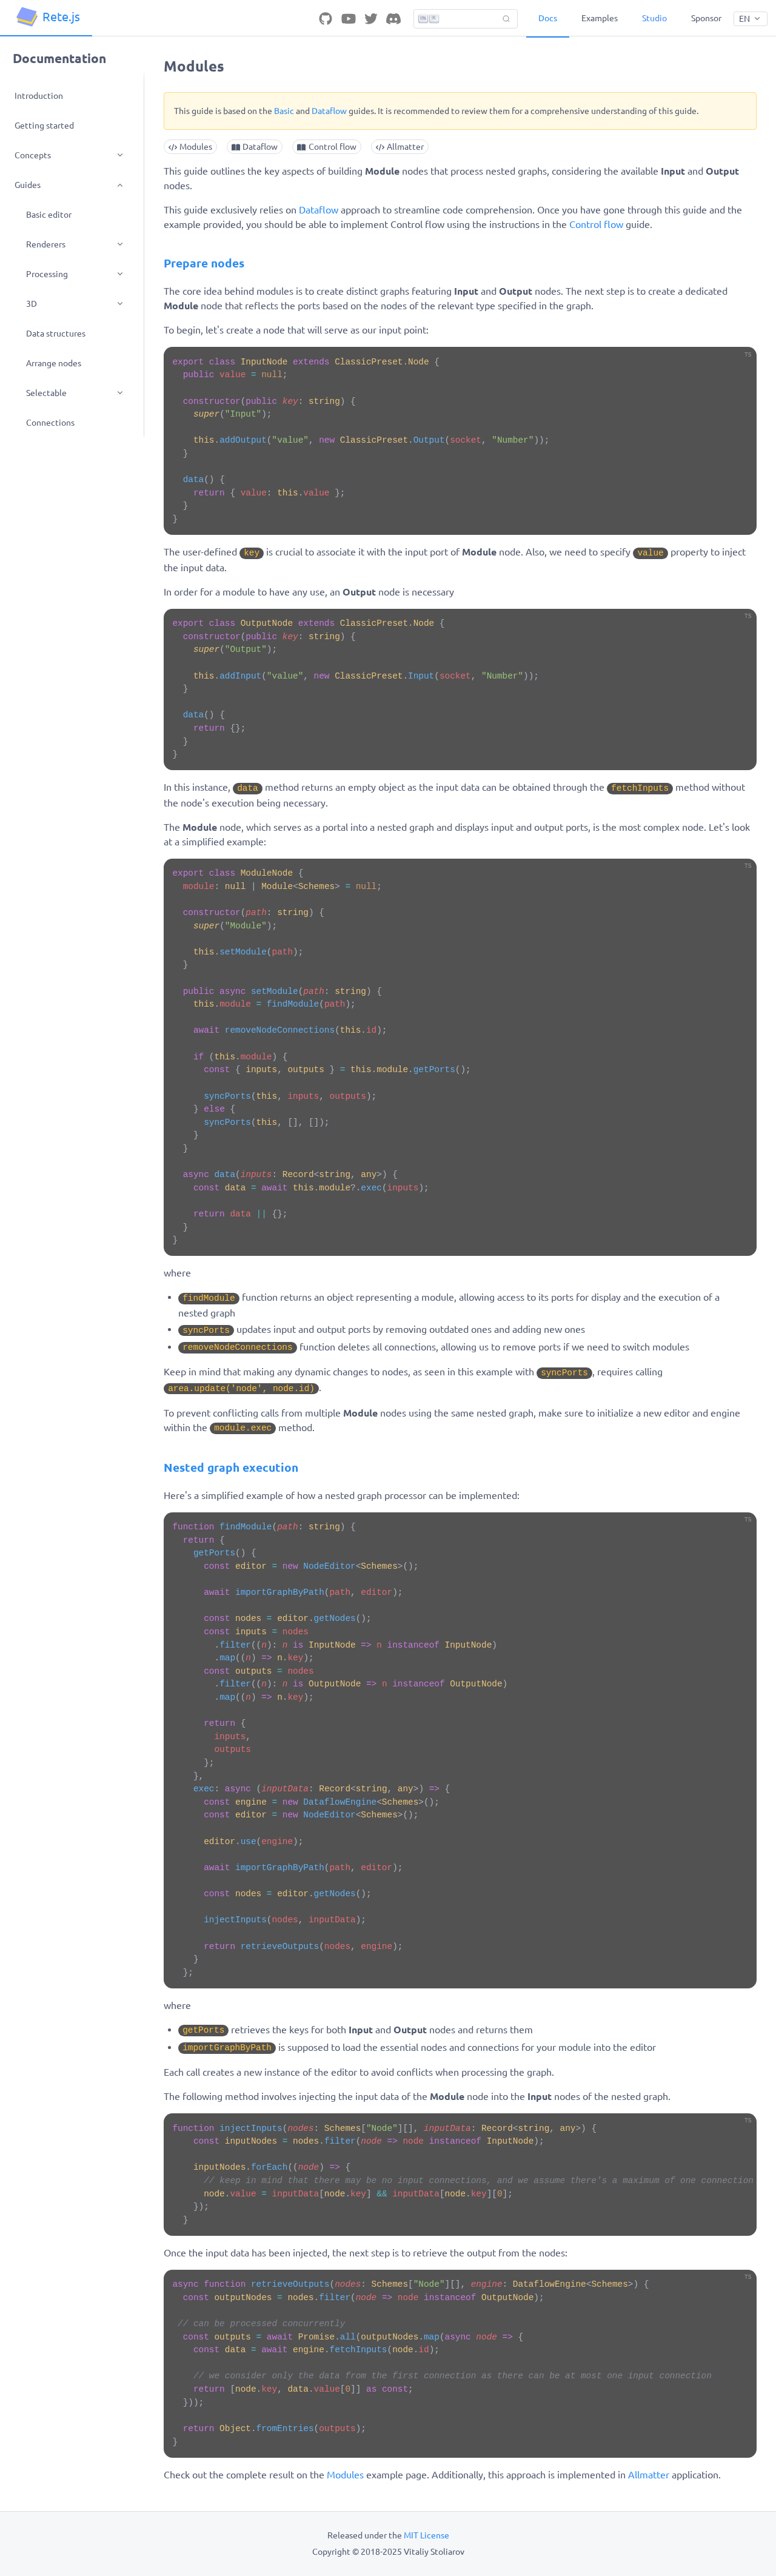 Rete.js
Docs
Examples
Studio
Sponsor
EN
Documentation
Introduction
Getting started
Concepts
Guides
Basic editor
Renderers
Processing
3D
Data structures
Arrange nodes
Selectable
Connections
Modules
This guide is based on the Basic and Dataflow guides. It is recommended to review them for a comprehensive understanding of this guide.
Modules
Dataflow
Control flow
Allmatter
This guide outlines the key aspects of building Module nodes that process nested graphs, considering the available Input and Output
nodes.
This guide exclusively relies on Dataflow approach to streamline code comprehension. Once you have gone through this guide and the
example provided, you should be able to implement Control flow using the instructions in the Control flow guide.
Prepare nodes
The core idea behind modules is to create distinct graphs featuring Input and Output nodes. The next step is to create a dedicated
Module node that reflects the ports based on the nodes of the relevant type specified in the graph.
To begin, let's create a node that will serve as our input point:
TS
export class InputNode extends ClassicPreset.Node {
  public value = null;
  constructor(public key: string) {
    super("Input");
    this.addOutput("value", new ClassicPreset.Output(socket, "Number"));
  }
  data() {
    return { value: this.value };
  }
}
The user-defined key is crucial to associate it with the input port of Module node. Also, we need to specify value property to inject
the input data.
In order for a module to have any use, an Output node is necessary
TS
export class OutputNode extends ClassicPreset.Node {
  constructor(public key: string) {
    super("Output");
    this.addInput("value", new ClassicPreset.Input(socket, "Number"));
  }
  data() {
    return {};
  }
}
In this instance, data method returns an empty object as the input data can be obtained through the fetchInputs method without
the node's execution being necessary.
The Module node, which serves as a portal into a nested graph and displays input and output ports, is the most complex node. Let's look
at a simplified example:
TS
export class ModuleNode {
  module: null | Module<Schemes> = null;
  constructor(path: string) {
    super("Module");
    this.setModule(path);
  }
  public async setModule(path: string) {
    this.module = findModule(path);
    await removeNodeConnections(this.id);
    if (this.module) {
      const { inputs, outputs } = this.module.getPorts();
      syncPorts(this, inputs, outputs);
    } else {
      syncPorts(this, [], []);
    }
  }
  async data(inputs: Record<string, any>) {
    const data = await this.module?.exec(inputs);
    return data || {};
  }
}
where
• findModule function returns an object representing a module, allowing access to its ports for display and the execution of a
nested graph
• syncPorts updates input and output ports by removing outdated ones and adding new ones
• removeNodeConnections function deletes all connections, allowing us to remove ports if we need to switch modules
Keep in mind that making any dynamic changes to nodes, as seen in this example with syncPorts, requires calling
area.update('node', node.id).
To prevent conflicting calls from multiple Module nodes using the same nested graph, make sure to initialize a new editor and engine
within the module.exec method.
Nested graph execution
Here's a simplified example of how a nested graph processor can be implemented:
TS
function findModule(path: string) {
  return {
    getPorts() {
      const editor = new NodeEditor<Schemes>();
      await importGraphByPath(path, editor);
      const nodes = editor.getNodes();
      const inputs = nodes
        .filter((n): n is InputNode => n instanceof InputNode)
        .map((n) => n.key);
      const outputs = nodes
        .filter((n): n is OutputNode => n instanceof OutputNode)
        .map((n) => n.key);
      return {
        inputs,
        outputs
      };
    },
    exec: async (inputData: Record<string, any>) => {
      const engine = new DataflowEngine<Schemes>();
      const editor = new NodeEditor<Schemes>();
      editor.use(engine);
      await importGraphByPath(path, editor);
      const nodes = editor.getNodes();
      injectInputs(nodes, inputData);
      return retrieveOutputs(nodes, engine);
    }
  };
where
• getPorts retrieves the keys for both Input and Output nodes and returns them
• importGraphByPath is supposed to load the essential nodes and connections for your module into the editor
Each call creates a new instance of the editor to avoid conflicts when processing the graph.
The following method involves injecting the input data of the Module node into the Input nodes of the nested graph.
TS
function injectInputs(nodes: Schemes["Node"][], inputData: Record<string, any>) {
    const inputNodes = nodes.filter(node => node instanceof InputNode);
    inputNodes.forEach((node) => {
      // keep in mind that there may be no input connections, and we assume there's a maximum of one connection
      node.value = inputData[node.key] && inputData[node.key][0];
    });
  }
Once the input data has been injected, the next step is to retrieve the output from the nodes:
TS
async function retrieveOutputs(nodes: Schemes["Node"][], engine: DataflowEngine<Schemes>) {
  const outputNodes = nodes.filter(node => node instanceof OutputNode);
 // can be processed concurrently
  const outputs = await Promise.all(outputNodes.map(async node => {
    const data = await engine.fetchInputs(node.id);
    // we consider only the data from the first connection as there can be at most one input connection
    return [node.key, data.value[0]] as const;
  }));
  return Object.fromEntries(outputs);
}
Check out the complete result on the Modules example page. Additionally, this approach is implemented in Allmatter application.
Released under the MIT License
Copyright © 2018-2025 Vitaliy Stoliarov